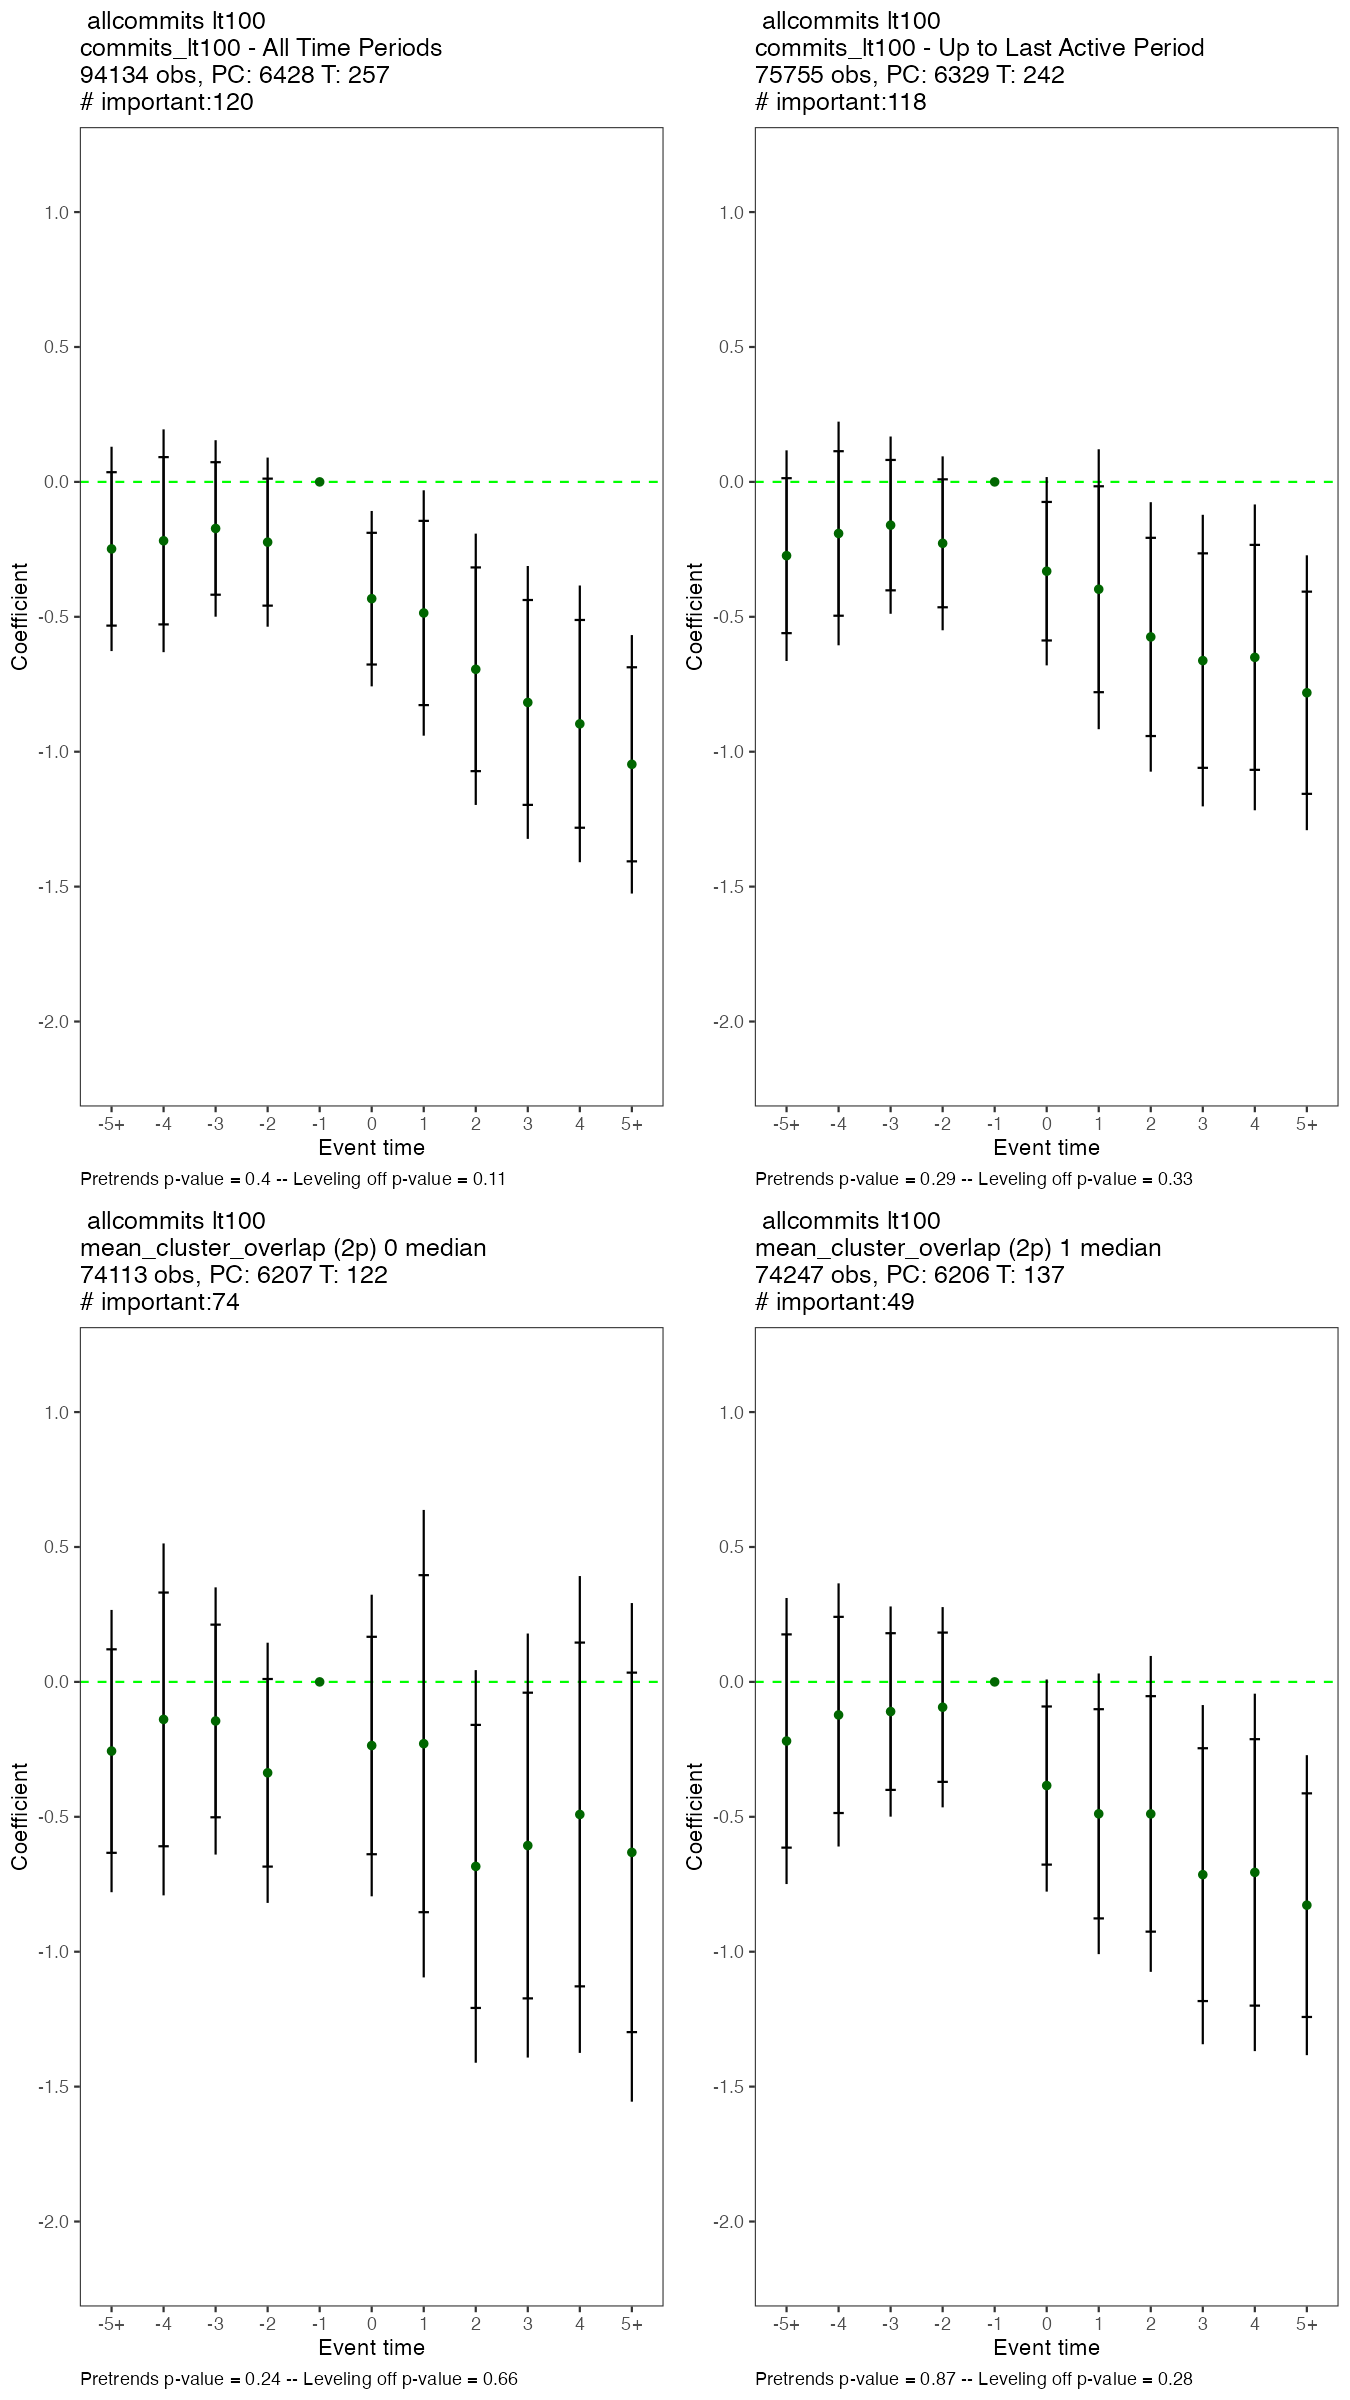 allcommits lt100
commits_lt100 - All Time Periods
94134 obs, PC: 6428 T: 257
# important:120
1.0
0.5
0.0
-0.5
-1.0
-1.5
-2.0
Coefficient
-5+ -4 -3 -2 -1 0 1 2 3 4 5+
Event time
Pretrends p-value = 0.4 -- Leveling off p-value = 0.11
allcommits lt100
commits_lt100 - Up to Last Active Period
75755 obs, PC: 6329 T: 242
# important:118
1.0
0.5
0.0
-0.5
-1.0
-1.5
-2.0
Coefficient
-5+ -4 -3 -2 -1 0 1 2 3 4 5+
Event time
Pretrends p-value = 0.29 -- Leveling off p-value = 0.33
allcommits lt100
mean_cluster_overlap (2p) 0 median
74113 obs, PC: 6207 T: 122
# important:74
1.0
0.5
0.0
-0.5
-1.0
-1.5
-2.0
Coefficient
-5+ -4 -3 -2 -1 0 1 2 3 4 5+
Event time
Pretrends p-value = 0.24 -- Leveling off p-value = 0.66
allcommits lt100
mean_cluster_overlap (2p) 1 median
74247 obs, PC: 6206 T: 137
# important:49
1.0
0.5
0.0
-0.5
-1.0
-1.5
-2.0
Coefficient
-5+ -4 -3 -2 -1 0 1 2 3 4 5+
Event time
Pretrends p-value = 0.87 -- Leveling off p-value = 0.28